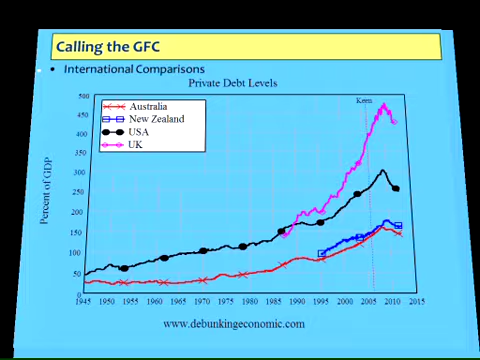 Calling the GFC
• International Comparisons
Private Debt Levels
500
450
400
350
300
250
200
150
100
50
0
Percent of GDP
Australia
New Zealand
USA
UK
Keen
1945 1950 1955 1960 1965 1970 1975 1980 1985 1990 1995 2000 2005 2010 2015
www.debunkingeconomic.com